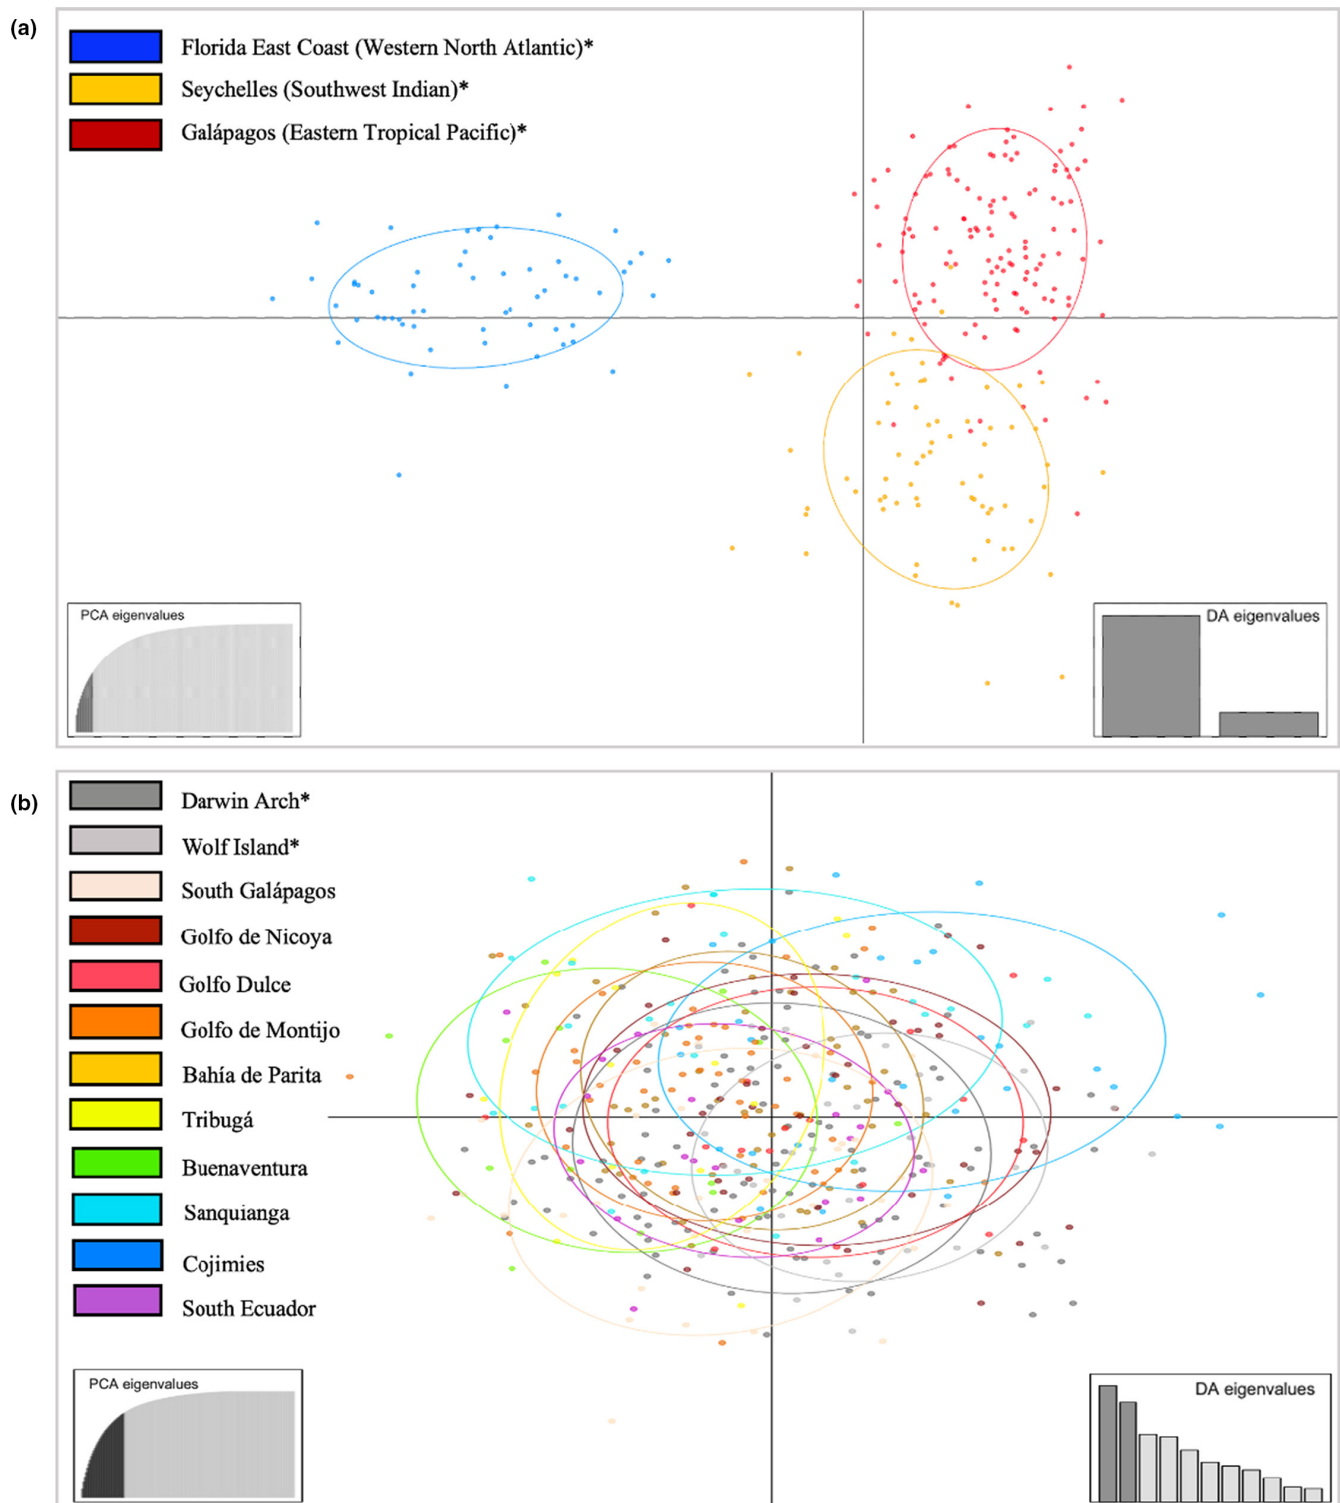 (a)
Florida East Coast (Western North Atlantic)*
Seychelles (Southwest Indian)*
Galápagos (Eastern Tropical Pacific)*
PCA eigenvalues
DA eigenvalues
(b)
Darwin Arch*
Wolf Island*
South Galápagos
Golfo de Nicoya
Golfo Dulce
Golfo de Montijo
Bahía de Parita
Tribugá
Buenaventura
Sanquianga
Cojimies
South Ecuador
PCA eigenvalues
DA eigenvalues